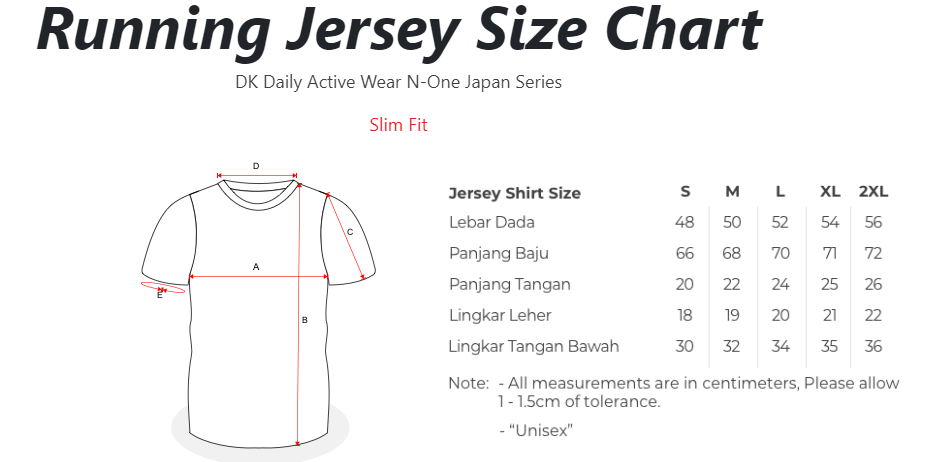 Running Jersey Size Chart
DK Daily Active Wear N-One Japan Series
Slim Fit
D
C
A
E
B
Jersey Shirt Size S M L XL 2XL
Lebar Dada 48 50 52 54 56
Panjang Baju 66 68 70 71 72
Panjang Tangan 20 22 24 25 26
Lingkar Leher 18 19 20 21 22
Lingkar Tangan Bawah 30 32 34 35 36
Note: - All measurements are in centimeters, Please allow
1 - 1.5cm of tolerance.
- “Unisex”